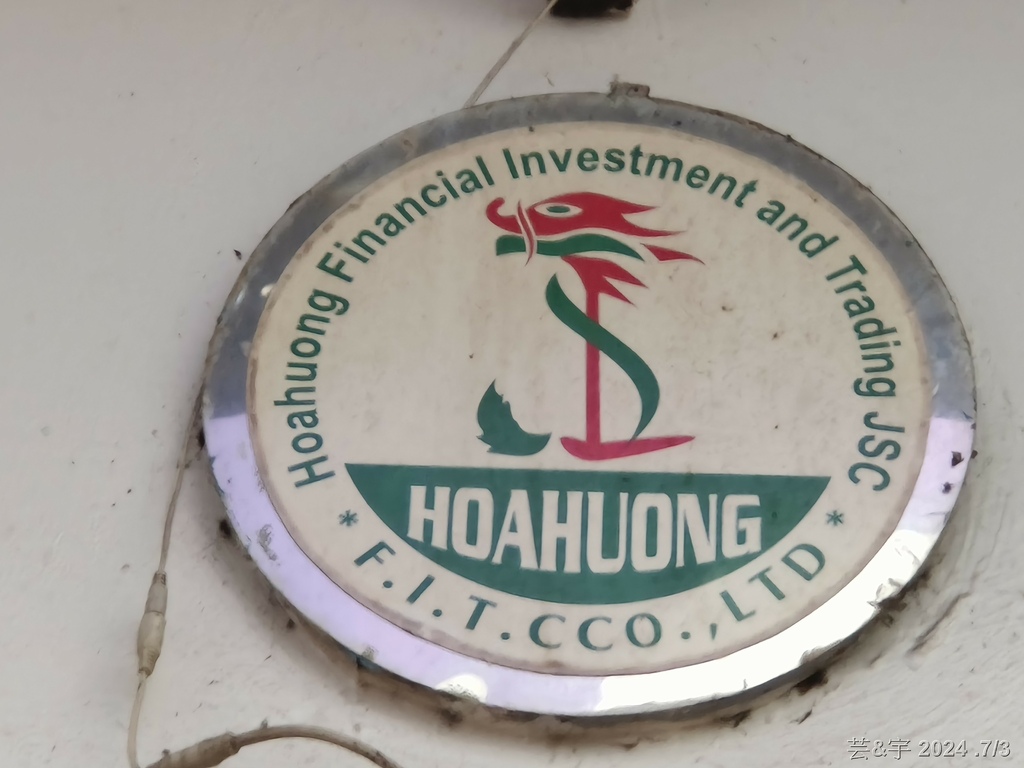 Hoahuong Financial Investment and Trading JSC
HOAHUONG
* F.I.T.CCO.,LTD *
芸&宇 2024 .7/3